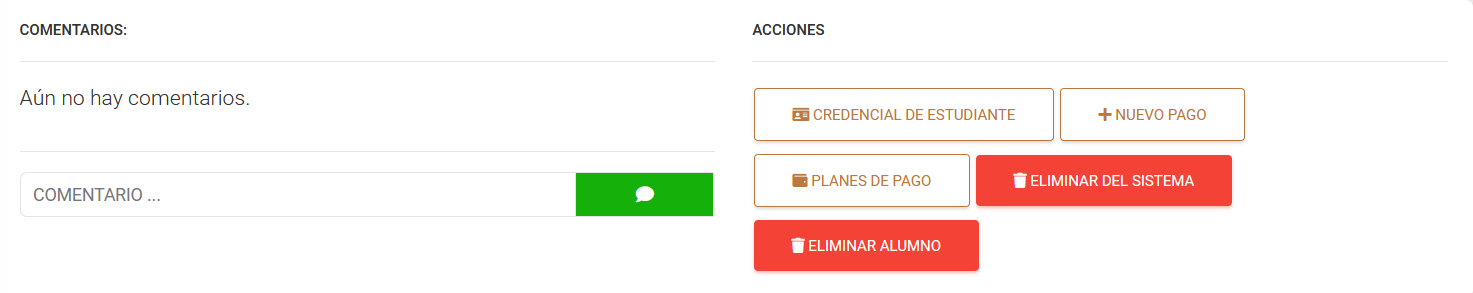 COMENTARIOS:
Aún no hay comentarios.
COMENTARIO ...
ACCIONES
CREDENCIAL DE ESTUDIANTE
NUEVO PAGO
PLANES DE PAGO
ELIMINAR DEL SISTEMA
ELIMINAR ALUMNO